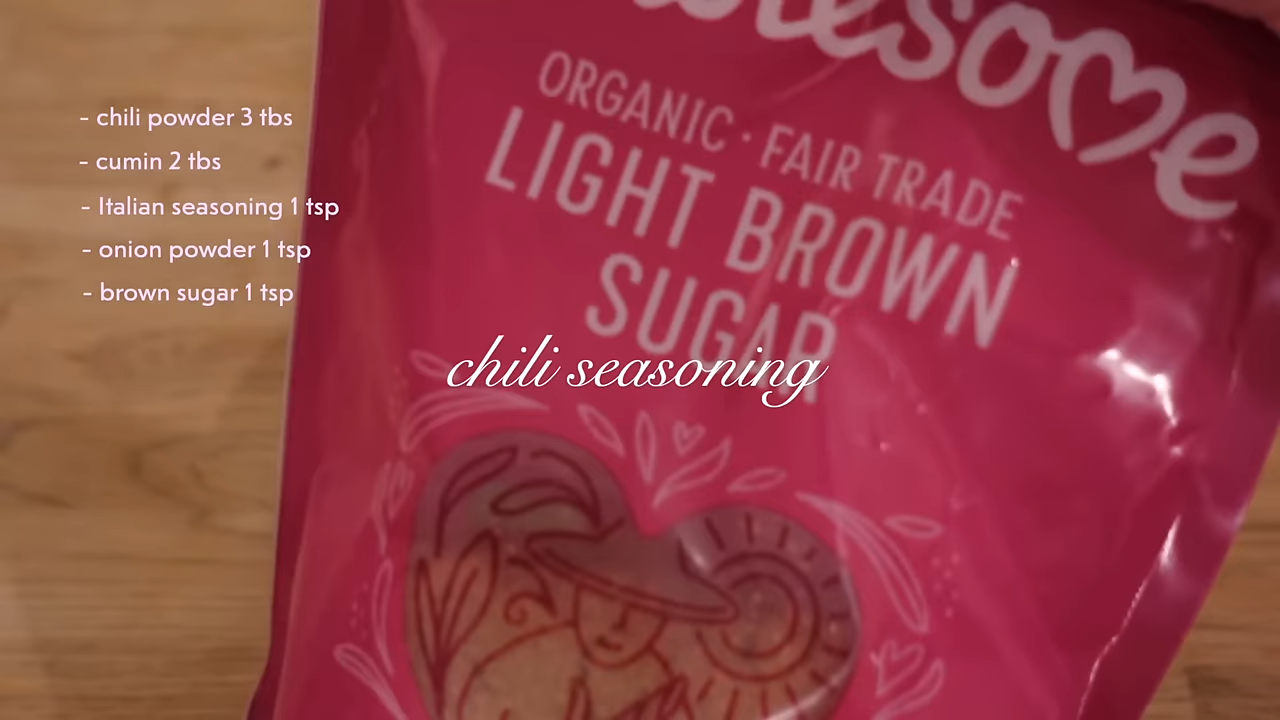 - chili powder 3 tbs
- cumin 2 tbs
- Italian seasoning 1 tsp
- onion powder 1 tsp
- brown sugar 1 tsp
ORGANIC · FAIR TRADE
LIGHT BROWN
SUGAR
chili seasoning